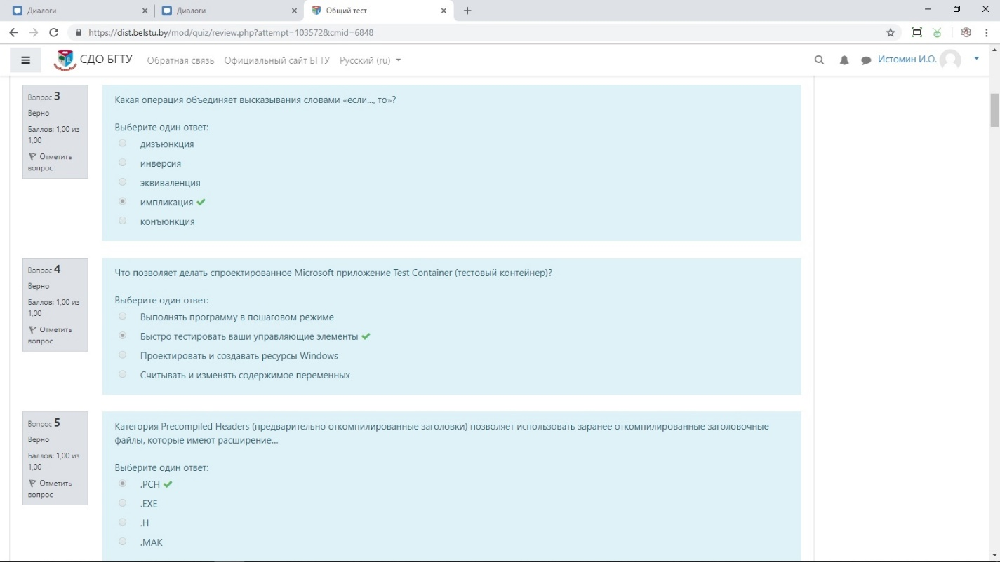 Диалоги
Диалоги
Общий тест
https://dist.belstu.by/mod/quiz/review.php?attempt=103572&cmid=6848
СДО БГТУ
Обратная связь
Официальный сайт БГТУ
Русский (ru)
Истомин И.О.
Вопрос 3
Верно
Баллов: 1,00 из
1,00
Отметить
вопрос
Какая операция объединяет высказывания словами «если..., то»?
Выберите один ответ:
дизъюнкция
инверсия
эквиваленция
импликация
конъюнкция
Вопрос 4
Верно
Баллов: 1,00 из
1,00
Отметить
вопрос
Что позволяет делать спроектированное Microsoft приложение Test Container (тестовый контейнер)?
Выберите один ответ:
Выполнять программу в пошаговом режиме
Быстро тестировать ваши управляющие элементы
Проектировать и создавать ресурсы Windows
Считывать и изменять содержимое переменных
Вопрос 5
Верно
Баллов: 1,00 из
1,00
Отметить
вопрос
Категория Precompiled Headers (предварительно откомпилированные заголовки) позволяет использовать заранее откомпилированные заголовочные
файлы, которые имеют расширение...
Выберите один ответ:
.PCH
.EXE
.H
.MAK